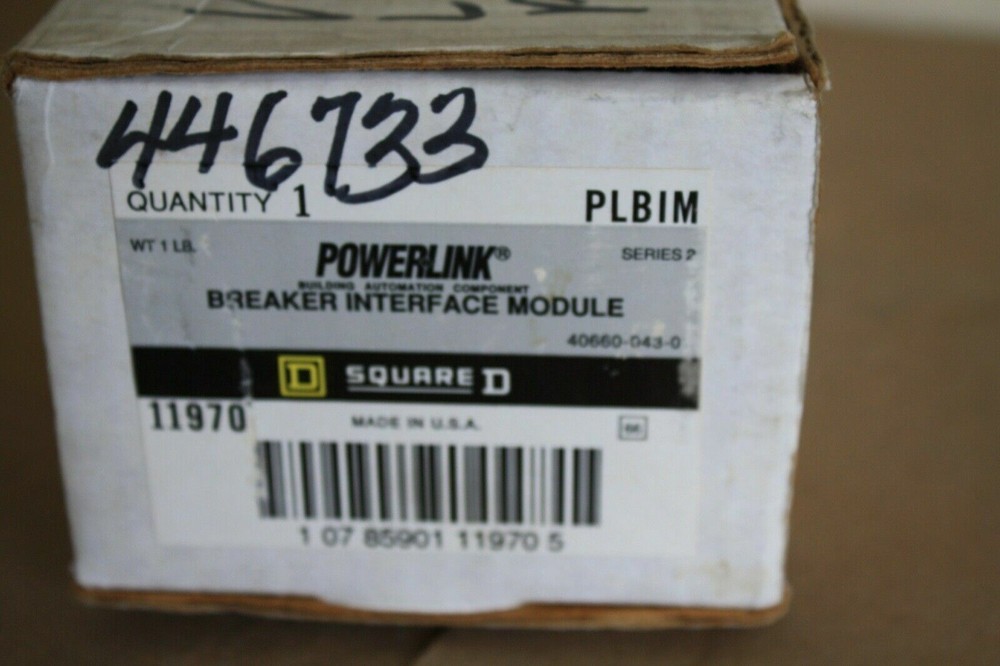 446733
QUANTITY 1 PLBIM
WT 1 LB. SERIES 2
POWERLINK®
BUILDING AUTOMATION COMPONENT
BREAKER INTERFACE MODULE
40660-043-0
D SQUARE D
11970
MADE IN U.S.A.
1 07 85901 11970 5